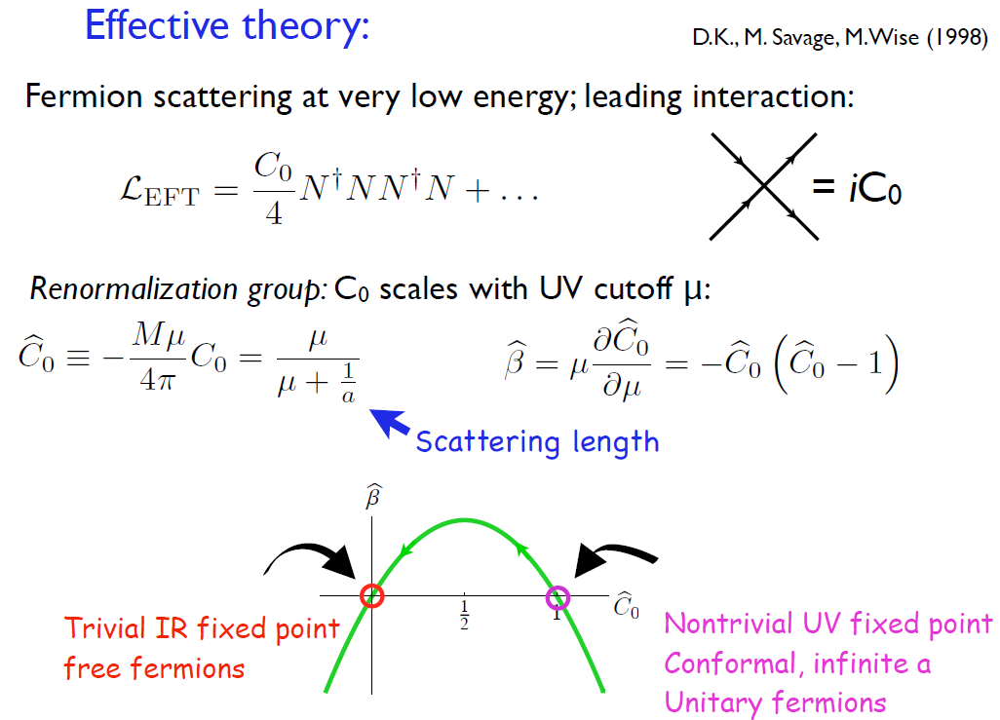 Effective theory:
D.K., M. Savage, M.Wise (1998)
Fermion scattering at very low energy; leading interaction:
$\mathcal{L}_{\rm EFT} = \frac{C_0}{4} N^\dagger N N^\dagger N + \ldots$
= iC₀
Renormalization group: C₀ scales with UV cutoff μ:
$\widehat{C}_0 \equiv -\frac{M\mu}{4\pi} C_0 = \frac{\mu}{\mu + \frac{1}{a}}$
$\widehat{\beta} = \mu \frac{\partial \widehat{C}_0}{\partial \mu} = -\widehat{C}_0 \left(\widehat{C}_0 - 1\right)$
Scattering length
$\widehat{\beta}$
$\frac{1}{2}$
1
$\widehat{C}_0$
Trivial IR fixed point
free fermions
Nontrivial UV fixed point
Conformal, infinite a
Unitary fermions